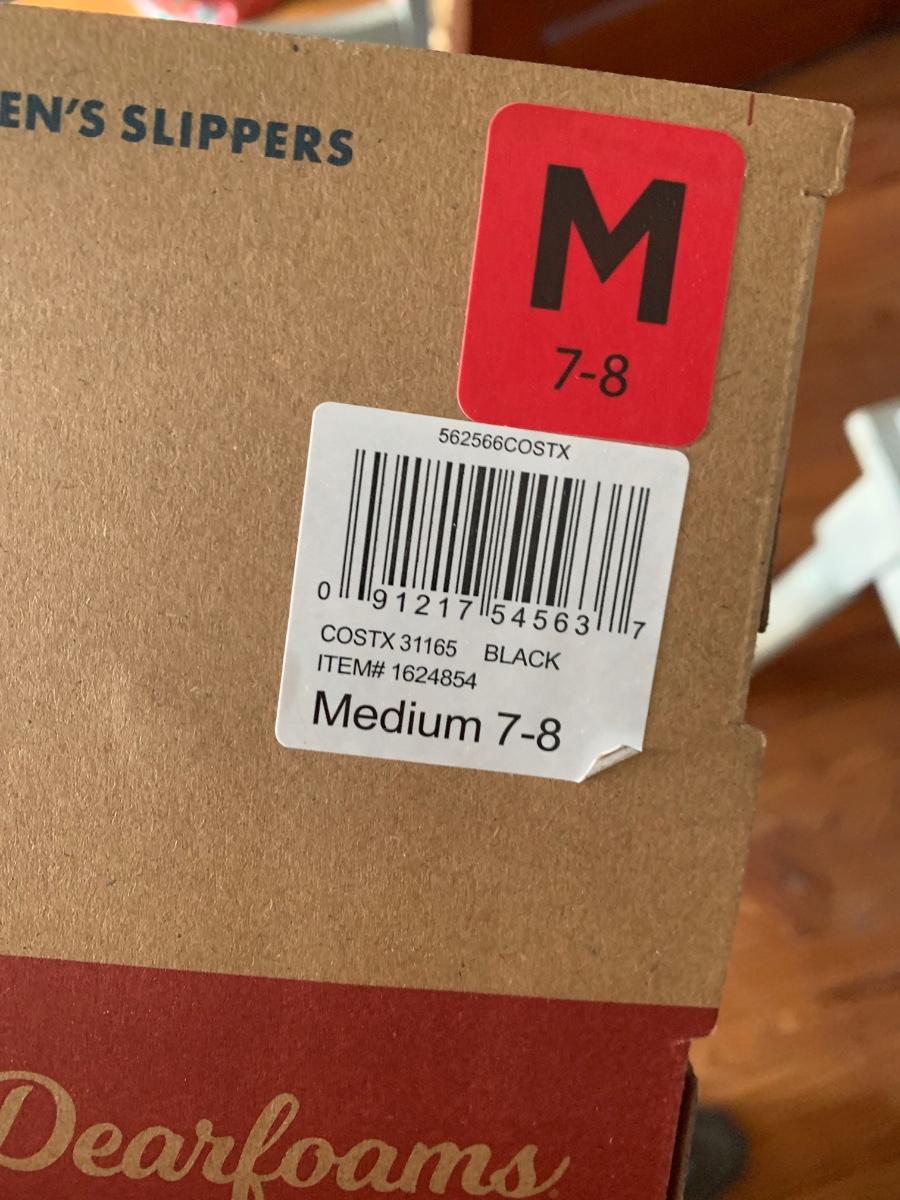 EN'S SLIPPERS
M
7-8
562566COSTX
0 91217 54563 7
COSTX 31165 BLACK
ITEM# 1624854
Medium 7-8
Dearfoams